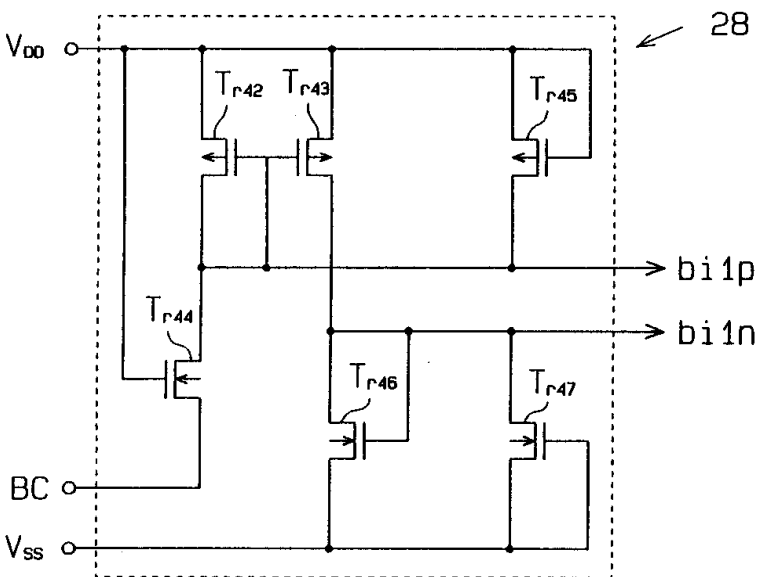 28
VDD
Tr42
Tr43
Tr45
bi1p
Tr44
bi1n
Tr46
Tr47
BC
VSS